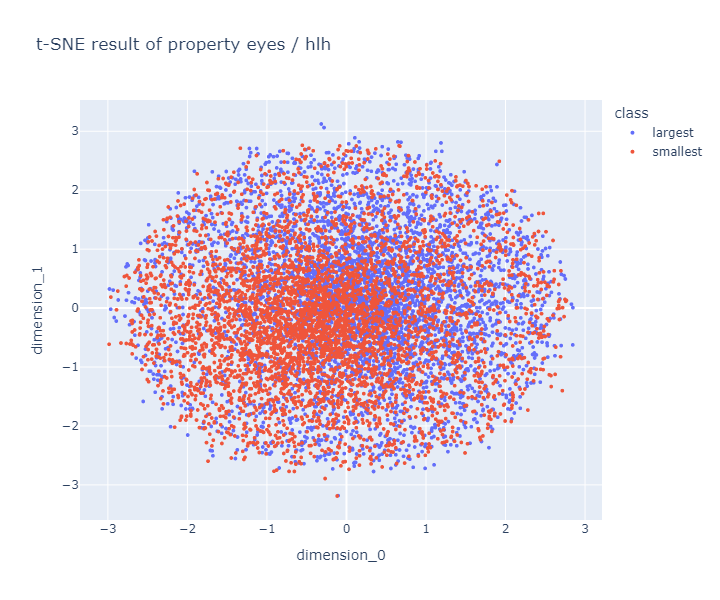 t-SNE result of property eyes / hlh
class
largest
smallest
3
2
1
0
−1
−2
−3
dimension_1
−3
−2
−1
0
1
2
3
dimension_0